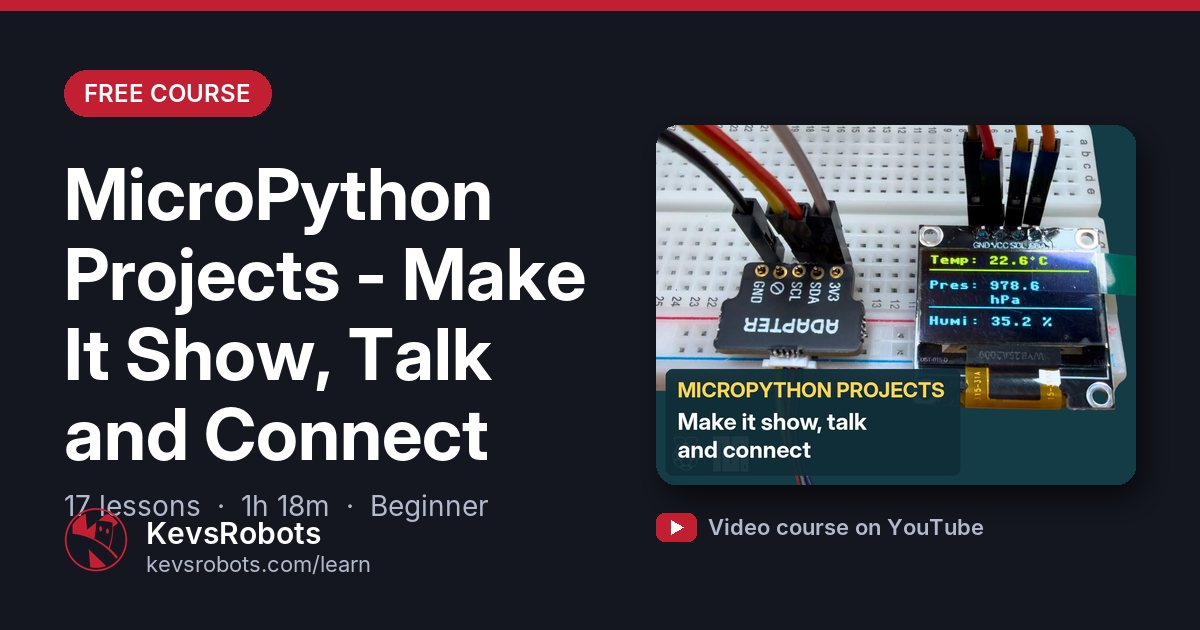 FREE COURSE
MicroPython
Projects - Make
It Show, Talk
and Connect
17 lessons · 1h 18m · Beginner
KevsRobots
kevsrobots.com/learn
GND VCC SCL SDA
Temp: 22.6°C
Pres: 978.6
hPa
Humi: 35.2 %
GND
SCL
SDA
3V3
ADAPTER
MICROPYTHON PROJECTS
Make it show, talk
and connect
Video course on YouTube